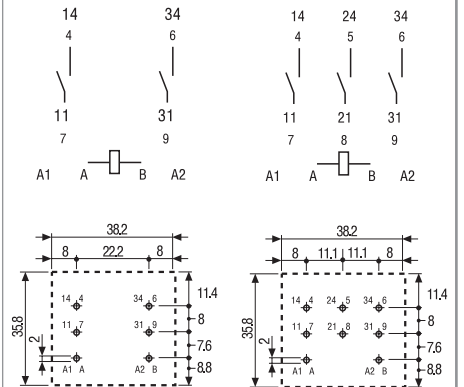 14 34
4 6
11 31
7 9
A1 A B A2
14 24 34
4 5 6
11 21 31
7 8 9
A1 A B A2
38.2
8 22.2 8
35.8
2
14 4 34 6
11 7 31 9
A1 A A2 B
11.4
8
7.6
8.8
38.2
8 11.1 11.1 8
35.8
2
14 4 24 5 34 6
11 7 21 8 31 9
A1 A A2 B
11.4
8
7.6
8.8